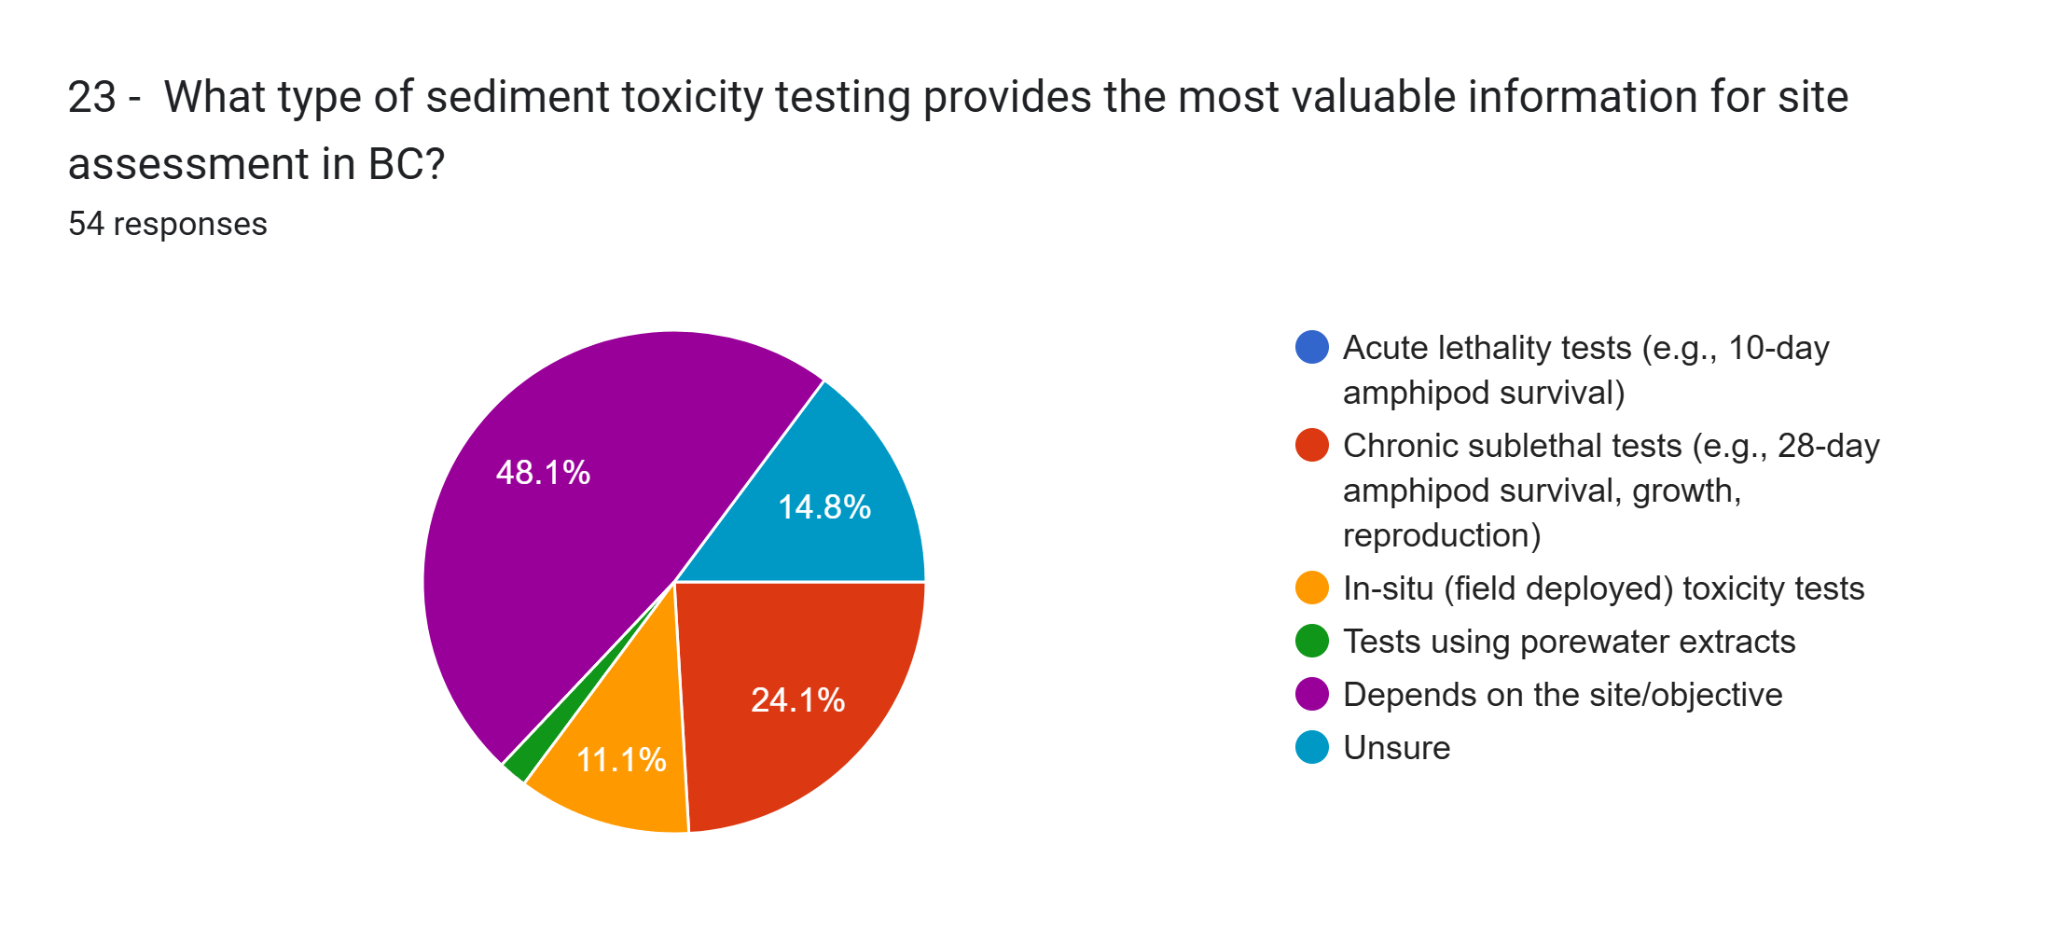 23 -  What type of sediment toxicity testing provides the most valuable information for site
assessment in BC?
54 responses
48.1%
14.8%
24.1%
11.1%
Acute lethality tests (e.g., 10-day
amphipod survival)
Chronic sublethal tests (e.g., 28-day
amphipod survival, growth,
reproduction)
In-situ (field deployed) toxicity tests
Tests using porewater extracts
Depends on the site/objective
Unsure